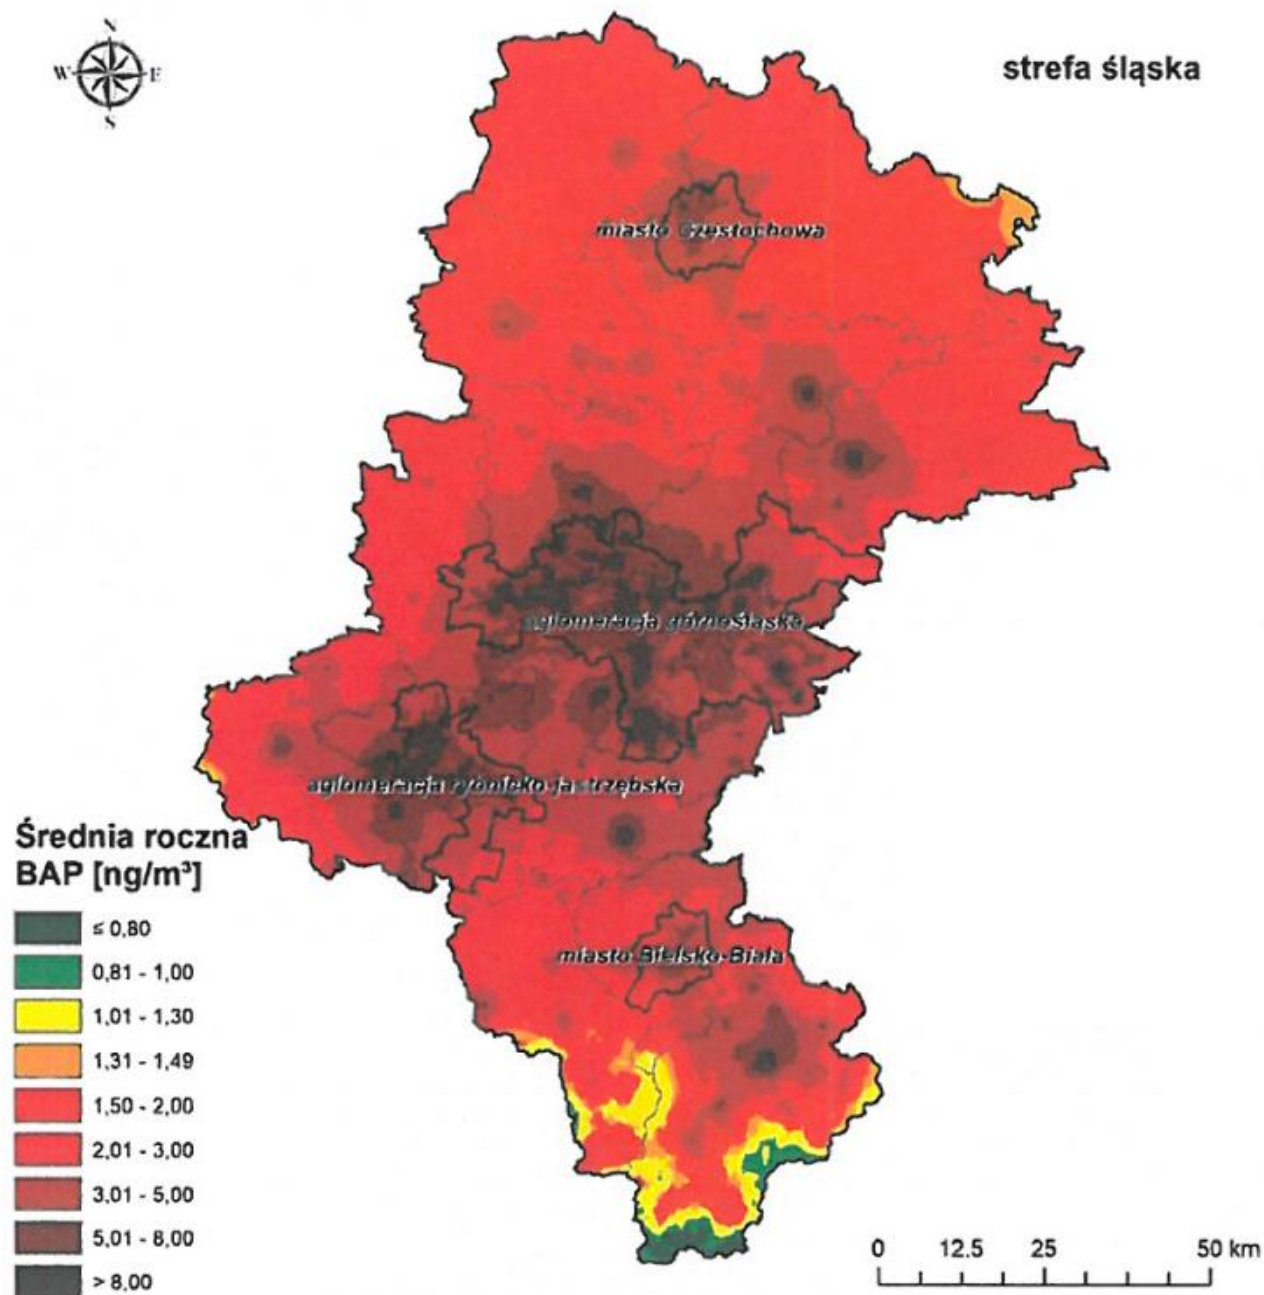 N
W E
S
strefa śląska
miasto Częstochowa
aglomeracja górnośląska
aglomeracja rybnicko-jastrzębska
miasto Bielsko-Biała
Średnia roczna
BAP [ng/m³]
≤ 0,80
0,81 - 1,00
1,01 - 1,30
1,31 - 1,49
1,50 - 2,00
2,01 - 3,00
3,01 - 5,00
5,01 - 8,00
> 8,00
0 12.5 25 50 km